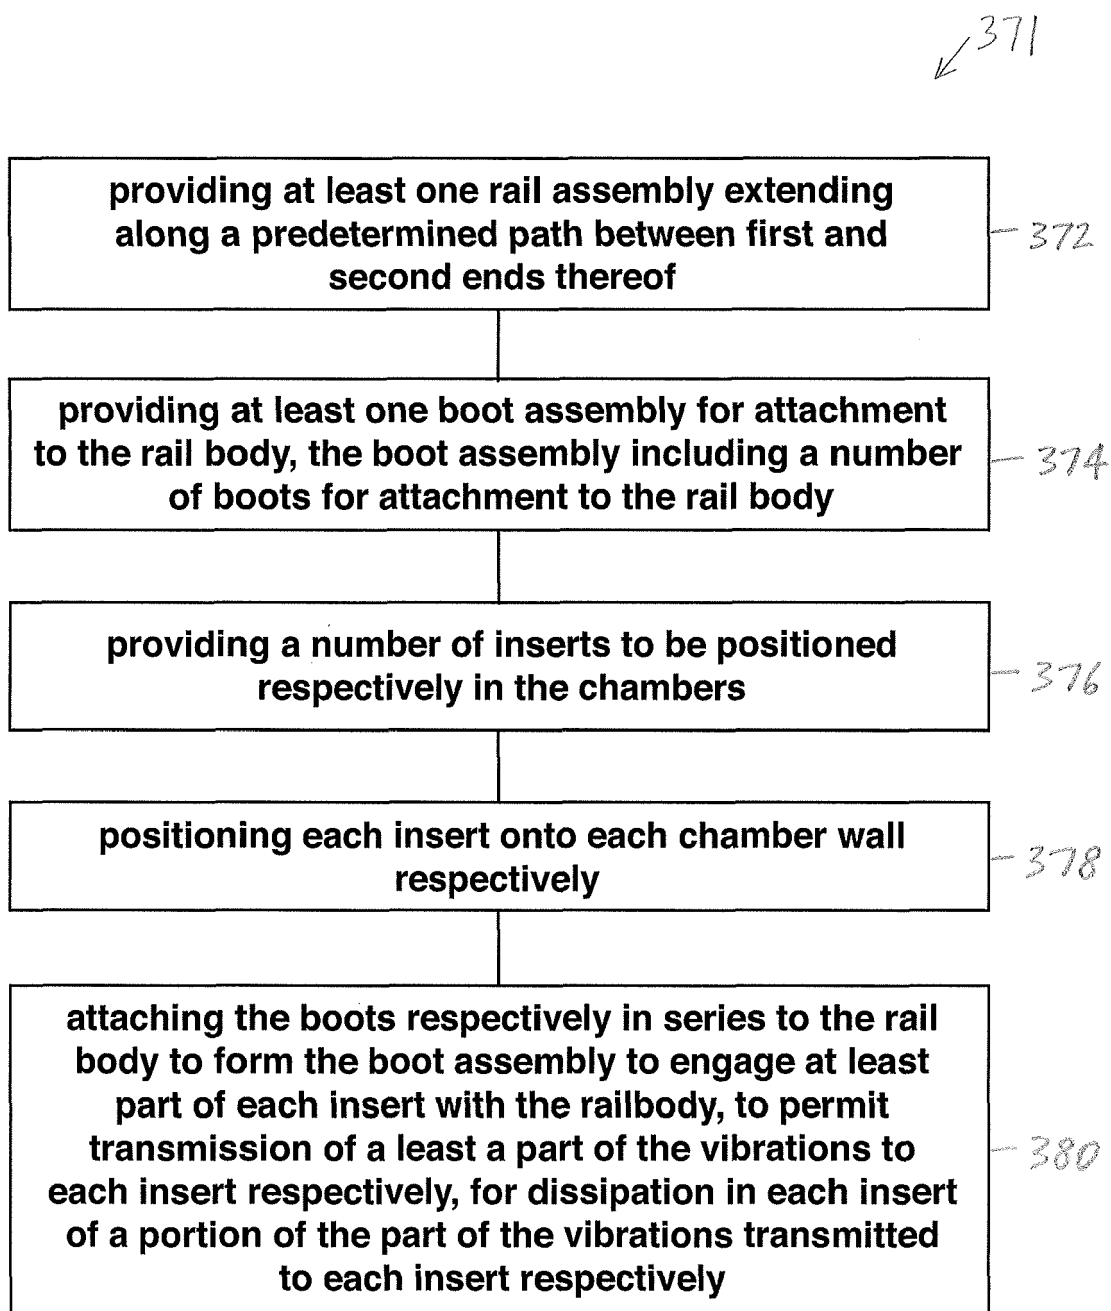 371
providing at least one rail assembly extending
along a predetermined path between first and
second ends thereof
372
providing at least one boot assembly for attachment
to the rail body, the boot assembly including a number
of boots for attachment to the rail body
374
providing a number of inserts to be positioned
respectively in the chambers
376
positioning each insert onto each chamber wall
respectively
378
attaching the boots respectively in series to the rail
body to form the boot assembly to engage at least
part of each insert with the railbody, to permit
transmission of a least a part of the vibrations to
each insert respectively, for dissipation in each insert
of a portion of the part of the vibrations transmitted
to each insert respectively
380